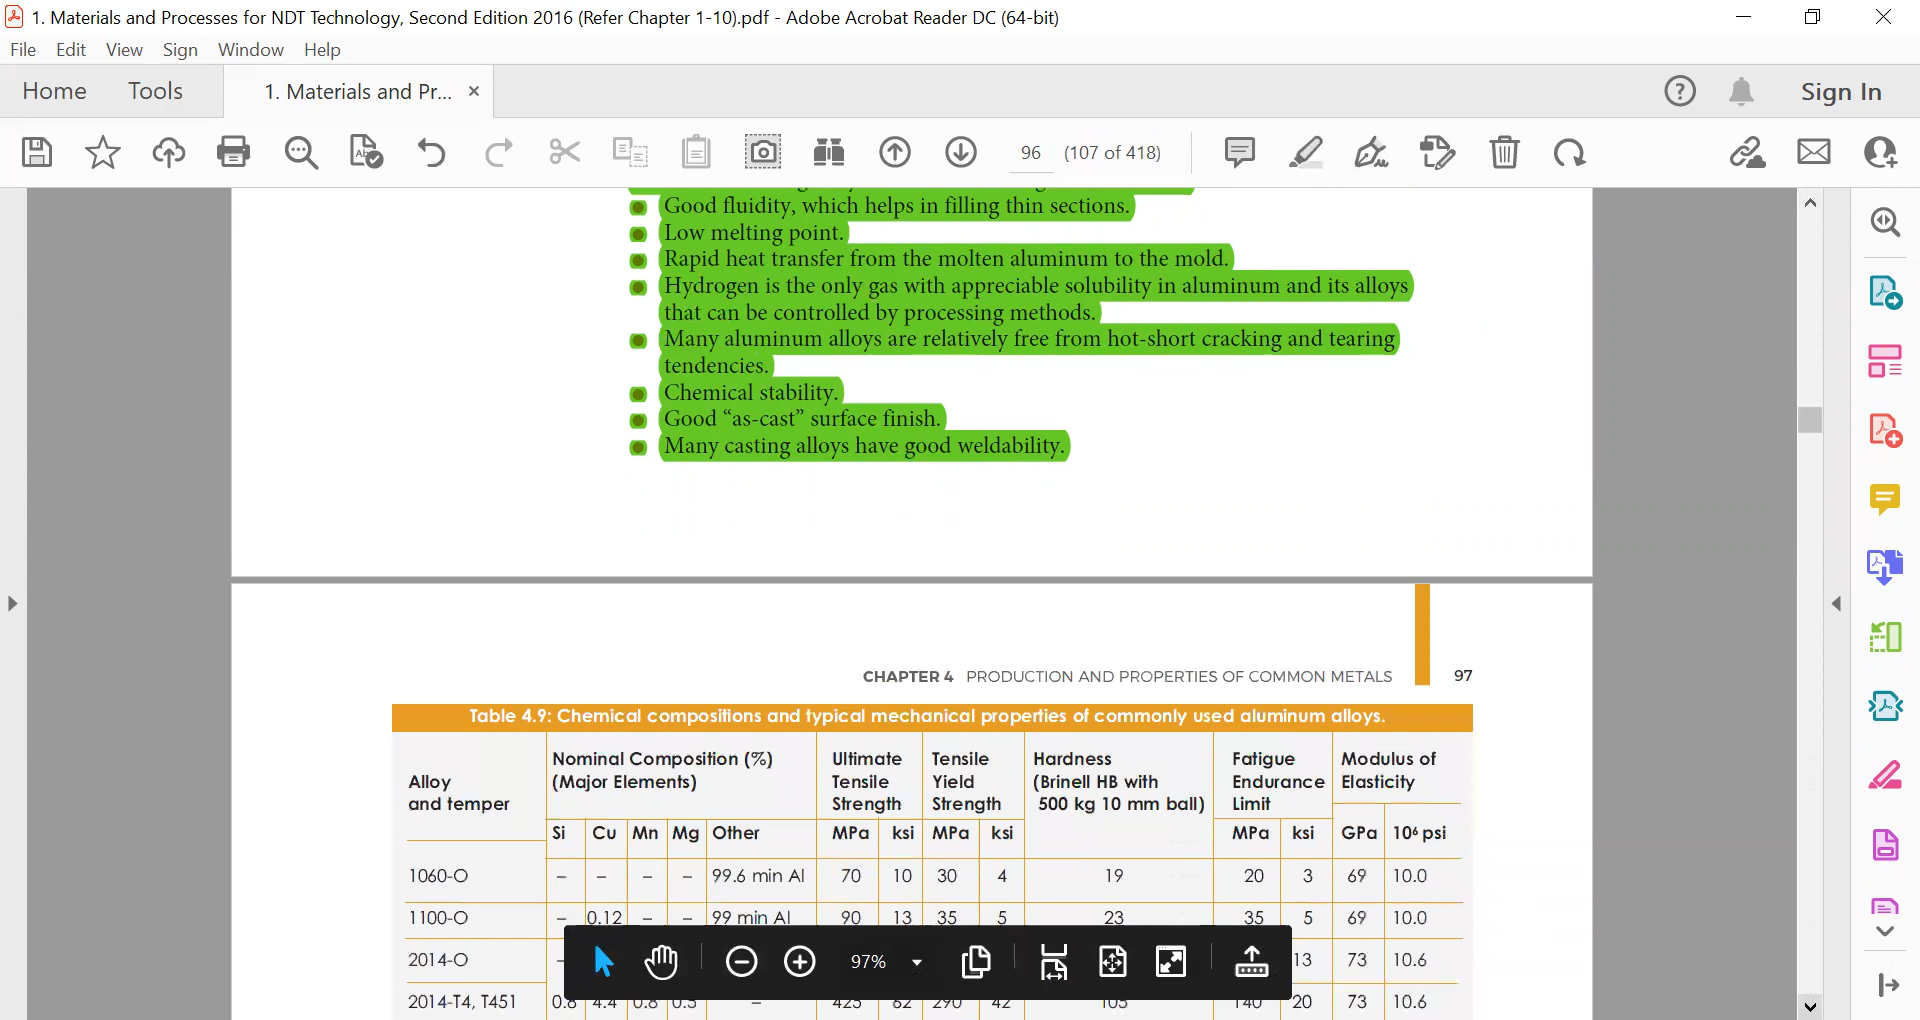 1. Materials and Processes for NDT Technology, Second Edition 2016 (Refer Chapter 1-10).pdf - Adobe Acrobat Reader DC (64-bit)
File Edit View Sign Window Help
Home Tools 1. Materials and Pr... × Sign In
96 (107 of 418)
Good fluidity, which helps in filling thin sections.
Low melting point.
Rapid heat transfer from the molten aluminum to the mold.
Hydrogen is the only gas with appreciable solubility in aluminum and its alloys
that can be controlled by processing methods.
Many aluminum alloys are relatively free from hot-short cracking and tearing
tendencies.
Chemical stability.
Good “as-cast” surface finish.
Many casting alloys have good weldability.
CHAPTER 4 PRODUCTION AND PROPERTIES OF COMMON METALS 97
Table 4.9: Chemical compositions and typical mechanical properties of commonly used aluminum alloys.
Alloy
and temper
Nominal Composition (%)
(Major Elements)
Ultimate
Tensile
Strength
Tensile
Yield
Strength
Hardness
(Brinell HB with
500 kg 10 mm ball)
Fatigue
Endurance
Limit
Modulus of
Elasticity
Si Cu Mn Mg Other MPa ksi MPa ksi MPa ksi GPa 10⁶ psi
1060-O – – – – 99.6 min Al 70 10 30 4 19 20 3 69 10.0
1100-O – 0.12 – – 99 min Al 90 13 35 5 23 35 5 69 10.0
2014-O 13 73 10.6
2014-T4, T451 0.8 4.4 0.8 0.5 – 425 62 290 42 105 140 20 73 10.6
97%